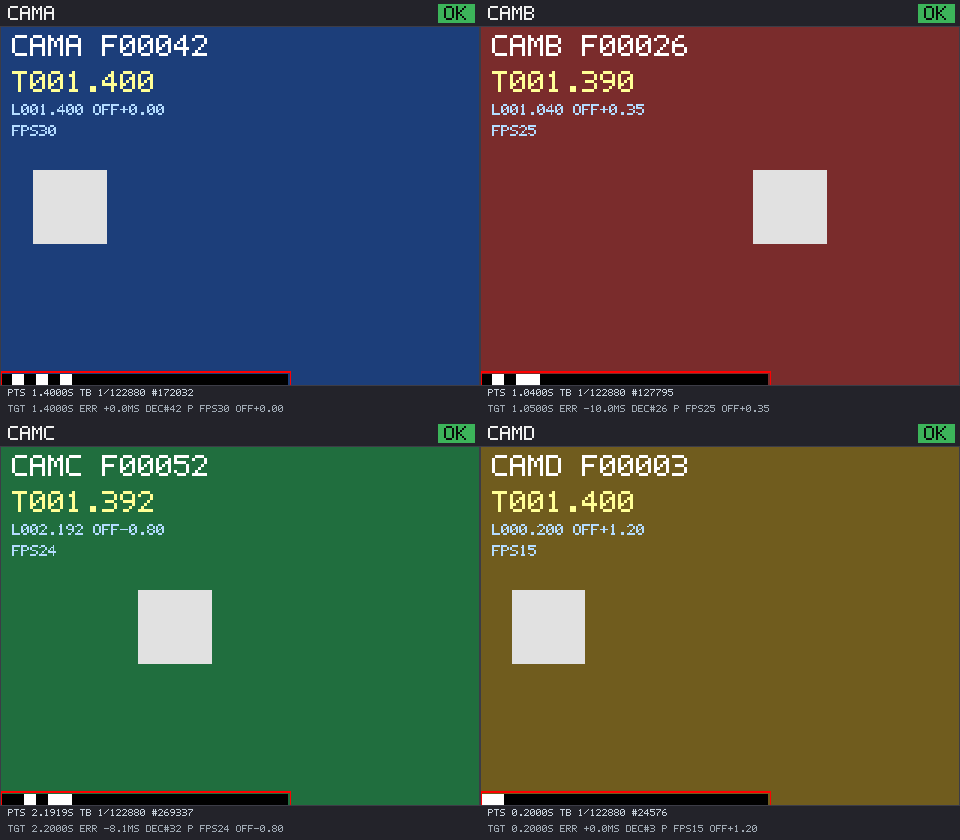 CAMA OK
CAMA F00042
T001.400
L001.400 OFF+0.00
FPS30
PTS 1.4000S TB 1/122880 #172032
TGT 1.4000S ERR +0.0MS DEC#42 P FPS30 OFF+0.00
CAMB OK
CAMB F00026
T001.390
L001.040 OFF+0.35
FPS25
PTS 1.0400S TB 1/122880 #127795
TGT 1.0500S ERR -10.0MS DEC#26 P FPS25 OFF+0.35
CAMC OK
CAMC F00052
T001.392
L002.192 OFF-0.80
FPS24
PTS 2.1919S TB 1/122880 #269337
TGT 2.2000S ERR -8.1MS DEC#32 P FPS24 OFF-0.80
CAMD OK
CAMD F00003
T001.400
L000.200 OFF+1.20
FPS15
PTS 0.2000S TB 1/122880 #24576
TGT 0.2000S ERR +0.0MS DEC#3 P FPS15 OFF+1.20